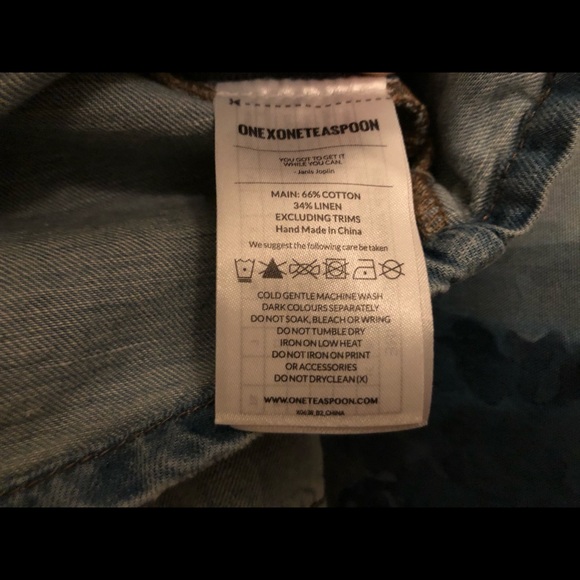 ONEXONETEASPOON
YOU GOT TO GET IT
WHILE YOU CAN.
- Janis Joplin
MAIN: 66% COTTON
34% LINEN
EXCLUDING TRIMS
Hand Made in China
We suggest the following care be taken
COLD GENTLE MACHINE WASH
DARK COLOURS SEPARATELY
DO NOT SOAK, BLEACH OR WRING
DO NOT TUMBLE DRY
IRON ON LOW HEAT
DO NOT IRON ON PRINT
OR ACCESSORIES
DO NOT DRYCLEAN (X)
WWW.ONETEASPOON.COM